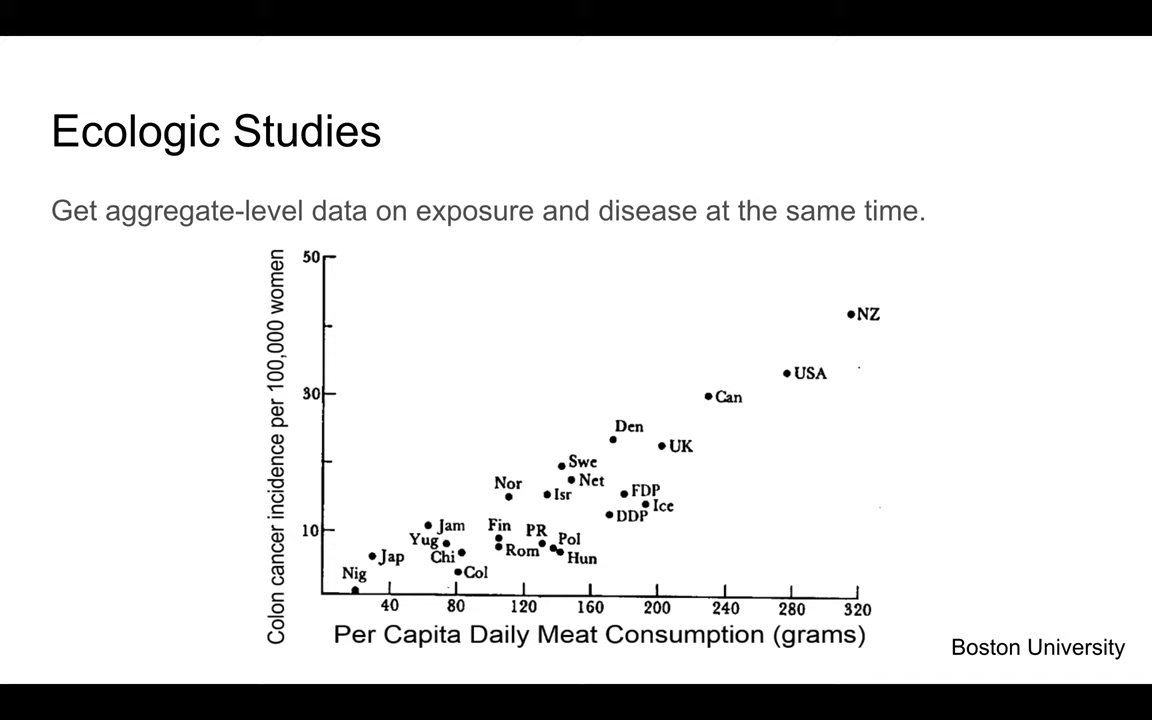 Ecologic Studies
Get aggregate-level data on exposure and disease at the same time.
Colon cancer incidence per 100,000 women
50
30
10
NZ
USA
Can
Den
UK
Swe
Net
Nor
Isr
FDP
Ice
DDP
Jam
Fin
PR
Pol
Yug
Chi
Rom
Hun
Jap
Col
Nig
40 80 120 160 200 240 280 320
Per Capita Daily Meat Consumption (grams)
Boston University